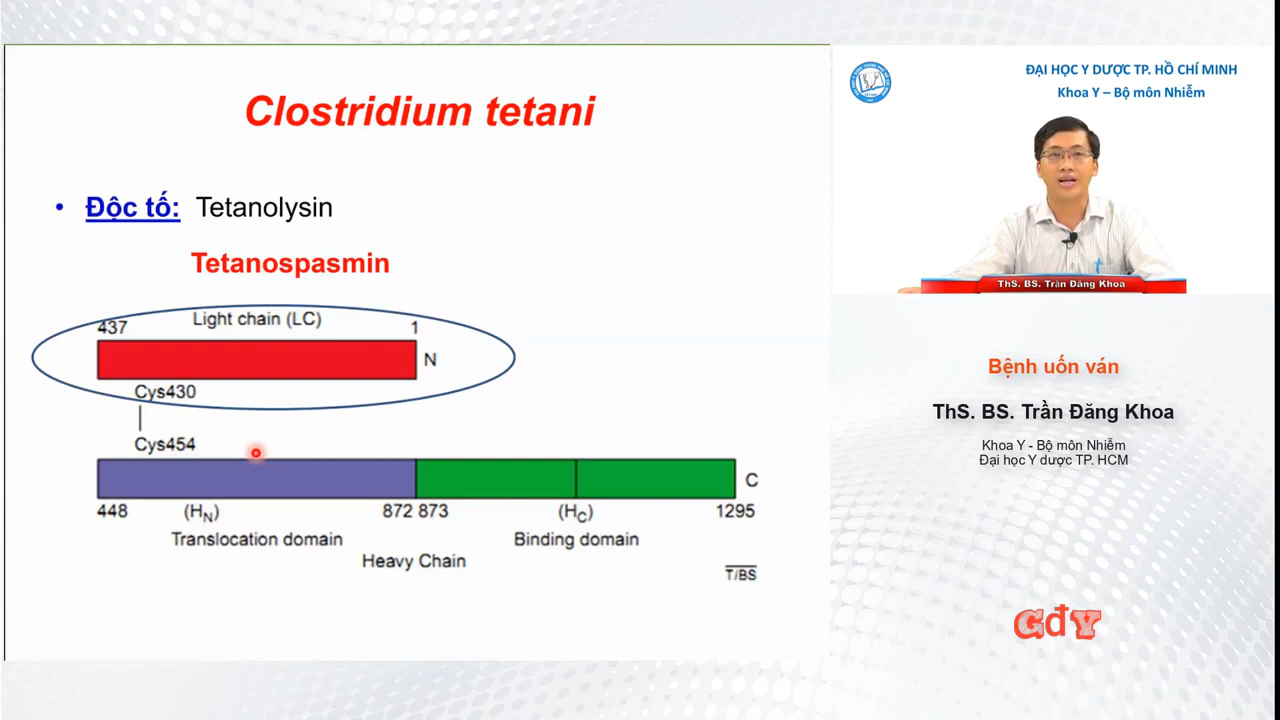 Clostridium tetani
• Độc tố: Tetanolysin
Tetanospasmin
Light chain (LC)
437 1
N
Cys430
Cys454
C
448 (HN) 872 873 (HC) 1295
Translocation domain Binding domain
Heavy Chain
T/BS
ĐẠI HỌC Y DƯỢC TP. HỒ CHÍ MINH
Khoa Y – Bộ môn Nhiễm
ThS. BS. Trần Đăng Khoa
Bệnh uốn ván
ThS. BS. Trần Đăng Khoa
Khoa Y - Bộ môn Nhiễm
Đại học Y dược TP. HCM
GđY